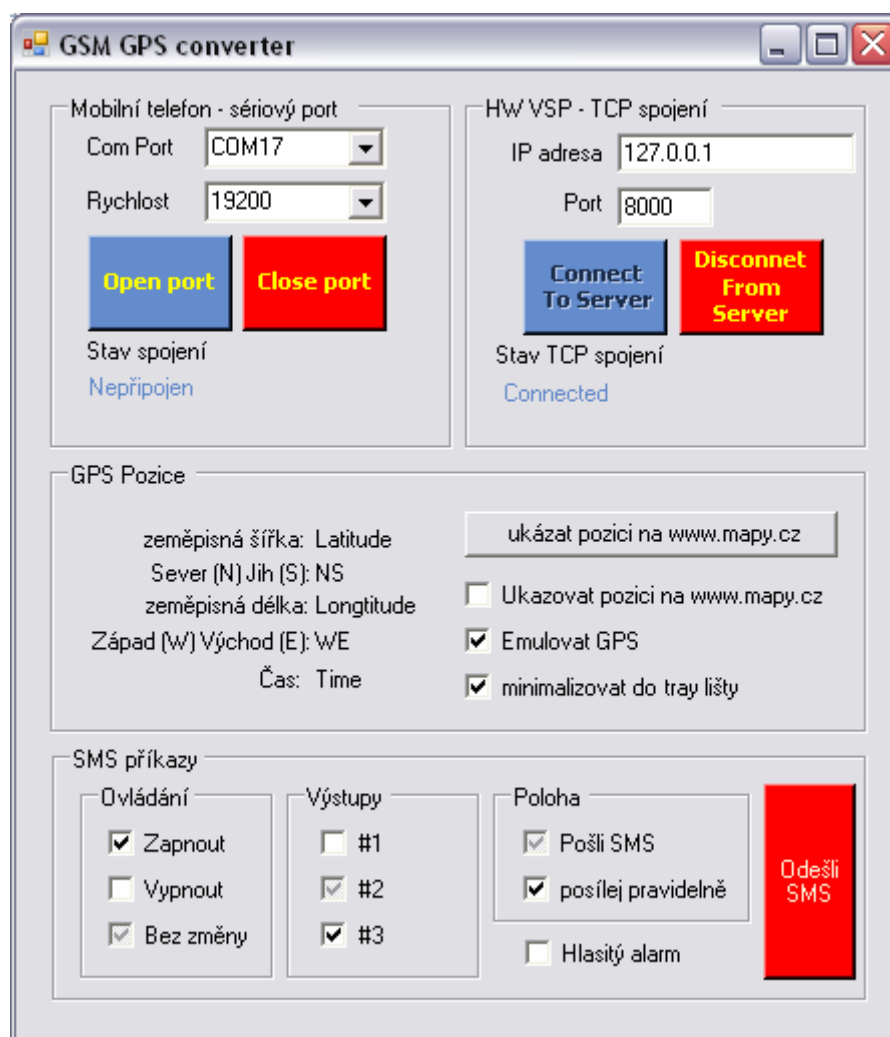 GSM GPS converter
Mobilní telefon - sériový port
Com Port COM17
Rychlost 19200
Open port
Close port
Stav spojení
Nepřipojen
HW VSP - TCP spojení
IP adresa 127.0.0.1
Port 8000
Connect
To Server
Disconnet
From
Server
Stav TCP spojení
Connected
GPS Pozice
zeměpisná šířka: Latitude
Sever (N) Jih (S): NS
zeměpisná délka: Longtitude
Západ (W) Východ (E): WE
Čas: Time
ukázat pozici na www.mapy.cz
Ukazovat pozici na www.mapy.cz
Emulovat GPS
minimalizovat do tray lišty
SMS příkazy
Ovládání
Zapnout
Vypnout
Bez změny
Výstupy
#1
#2
#3
Poloha
Pošli SMS
posílej pravidelně
Hlasitý alarm
Odešli
SMS